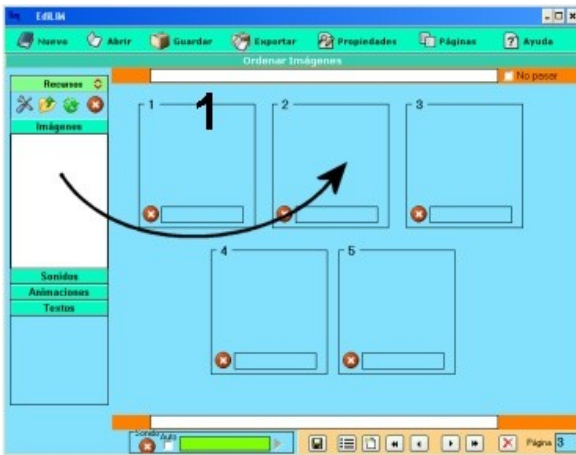 EdiLIM
Nuevo Abrir Guardar Exportar Propiedades Páginas Ayuda
Ordenar Imágenes
Recursos
No pasar
Imágenes
1
1
2
3
4
5
Sonidos
Animaciones
Textos
Sonido
Auto
Página 3